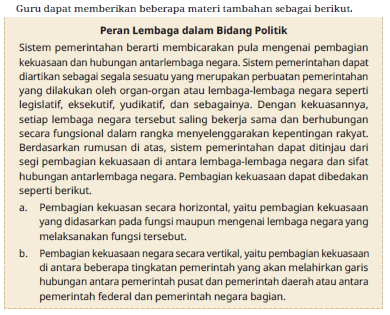 Guru dapat memberikan beberapa materi tambahan sebagai berikut.
Peran Lembaga dalam Bidang Politik
Sistem pemerintahan berarti membicarakan pula mengenai pembagian
kekuasaan dan hubungan antarlembaga negara. Sistem pemerintahan dapat
diartikan sebagai segala sesuatu yang merupakan perbuatan pemerintahan
yang dilakukan oleh organ-organ atau lembaga-lembaga negara seperti
legislatif, eksekutif, yudikatif, dan sebagainya. Dengan kekuasannya,
setiap lembaga negara tersebut saling bekerja sama dan berhubungan
secara fungsional dalam rangka menyelenggarakan kepentingan rakyat.
Berdasarkan rumusan di atas, sistem pemerintahan dapat ditinjau dari
segi pembagian kekuasaan di antara lembaga-lembaga negara dan sifat
hubungan antarlembaga negara. Pembagian kekuasaan dapat dibedakan
seperti berikut.
a. Pembagian kekuasan secara horizontal, yaitu pembagian kekuasaan
yang didasarkan pada fungsi maupun mengenai lembaga negara yang
melaksanakan fungsi tersebut.
b. Pembagian kekuasaan negara secara vertikal, yaitu pembagian kekuasaan
di antara beberapa tingkatan pemerintah yang akan melahirkan garis
hubungan antara pemerintah pusat dan pemerintah daerah atau antara
pemerintah federal dan pemerintah negara bagian.